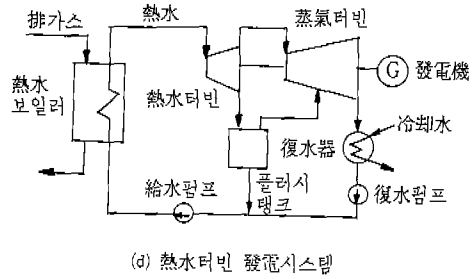 排가스
熱水
蒸氣터빈
G 發電機
熱水
보일러
熱水터빈
冷却水
復水器
플러시
탱크
給水펌프
復水펌프
(d) 熱水터빈 發電시스템